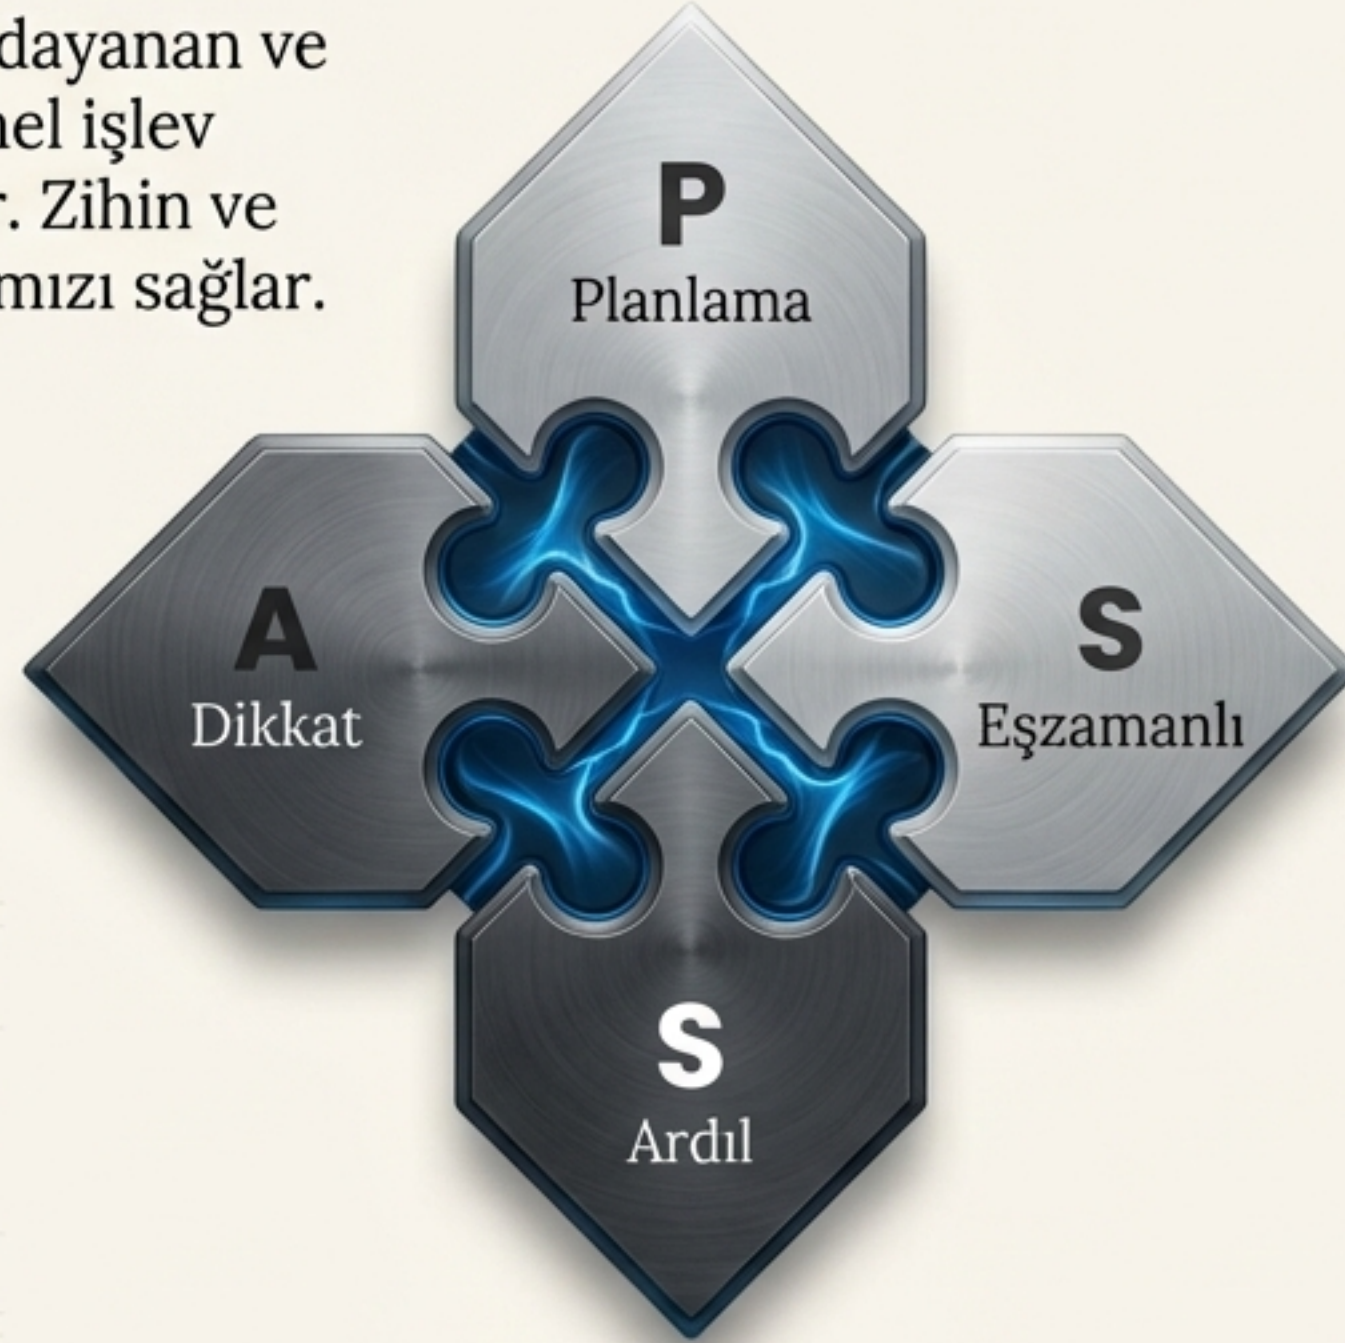 dayanan ve
nel işlev
r. Zihin ve
mızı sağlar.
P
Planlama
A
Dikkat
S
Eşzamanlı
S
Ardıl